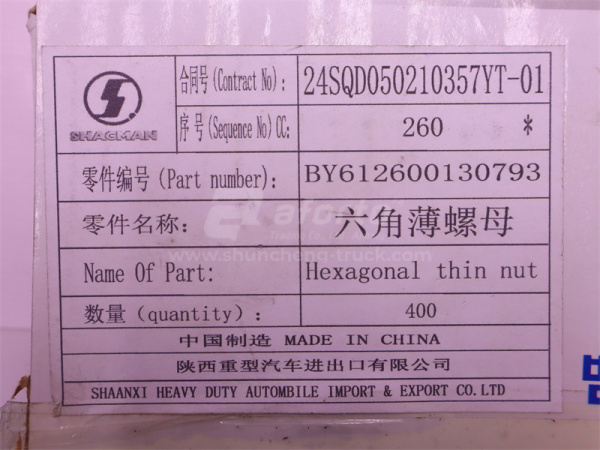 SHACMAN
合同号(Contract No): 24SQD050210357YT-01
序号(Sequence No)CC: 260 *
零件编号(Part number): BY612600130793
零件名称: 六角薄螺母
Name Of Part: Hexagonal thin nut
数量(quantity): 400
中国制造 MADE IN CHINA
陕西重型汽车进出口有限公司
SHAANXI HEAVY DUTY AUTOMBILE IMPORT & EXPORT CO.LTD
www.shuncheng-truck.com